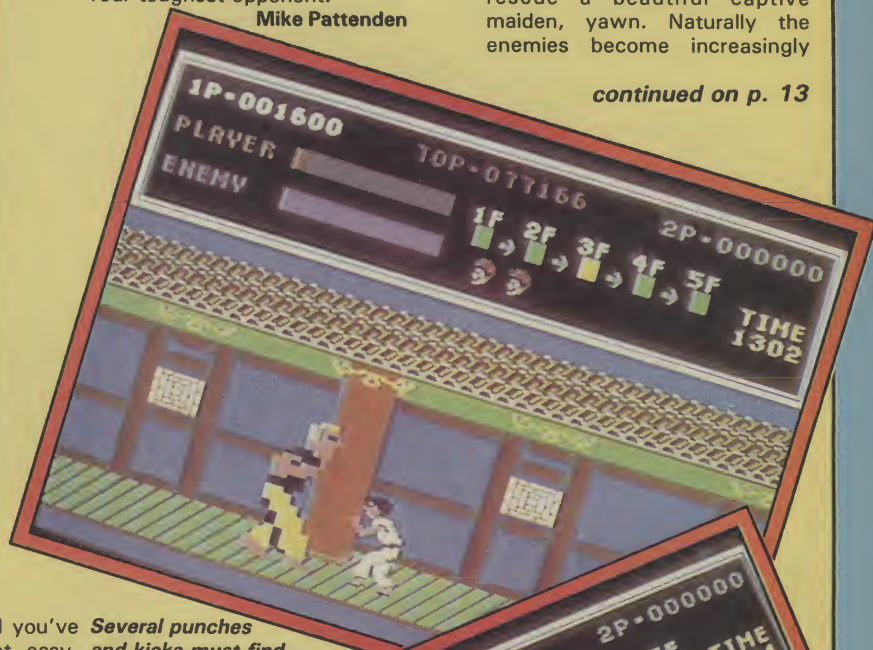 Your toughest opponent.
Mike Pattenden
rescue a beautiful captive
maiden, yawn. Naturally the
enemies become increasingly
continued on p. 13
1P-001600
TOP-077166
2P-000000
PLAYER
ENEMY
1F 2F 3F 4F 5F
TIME
1302
you've
easy
Several punches
and kicks must find
2P-000000
TIME